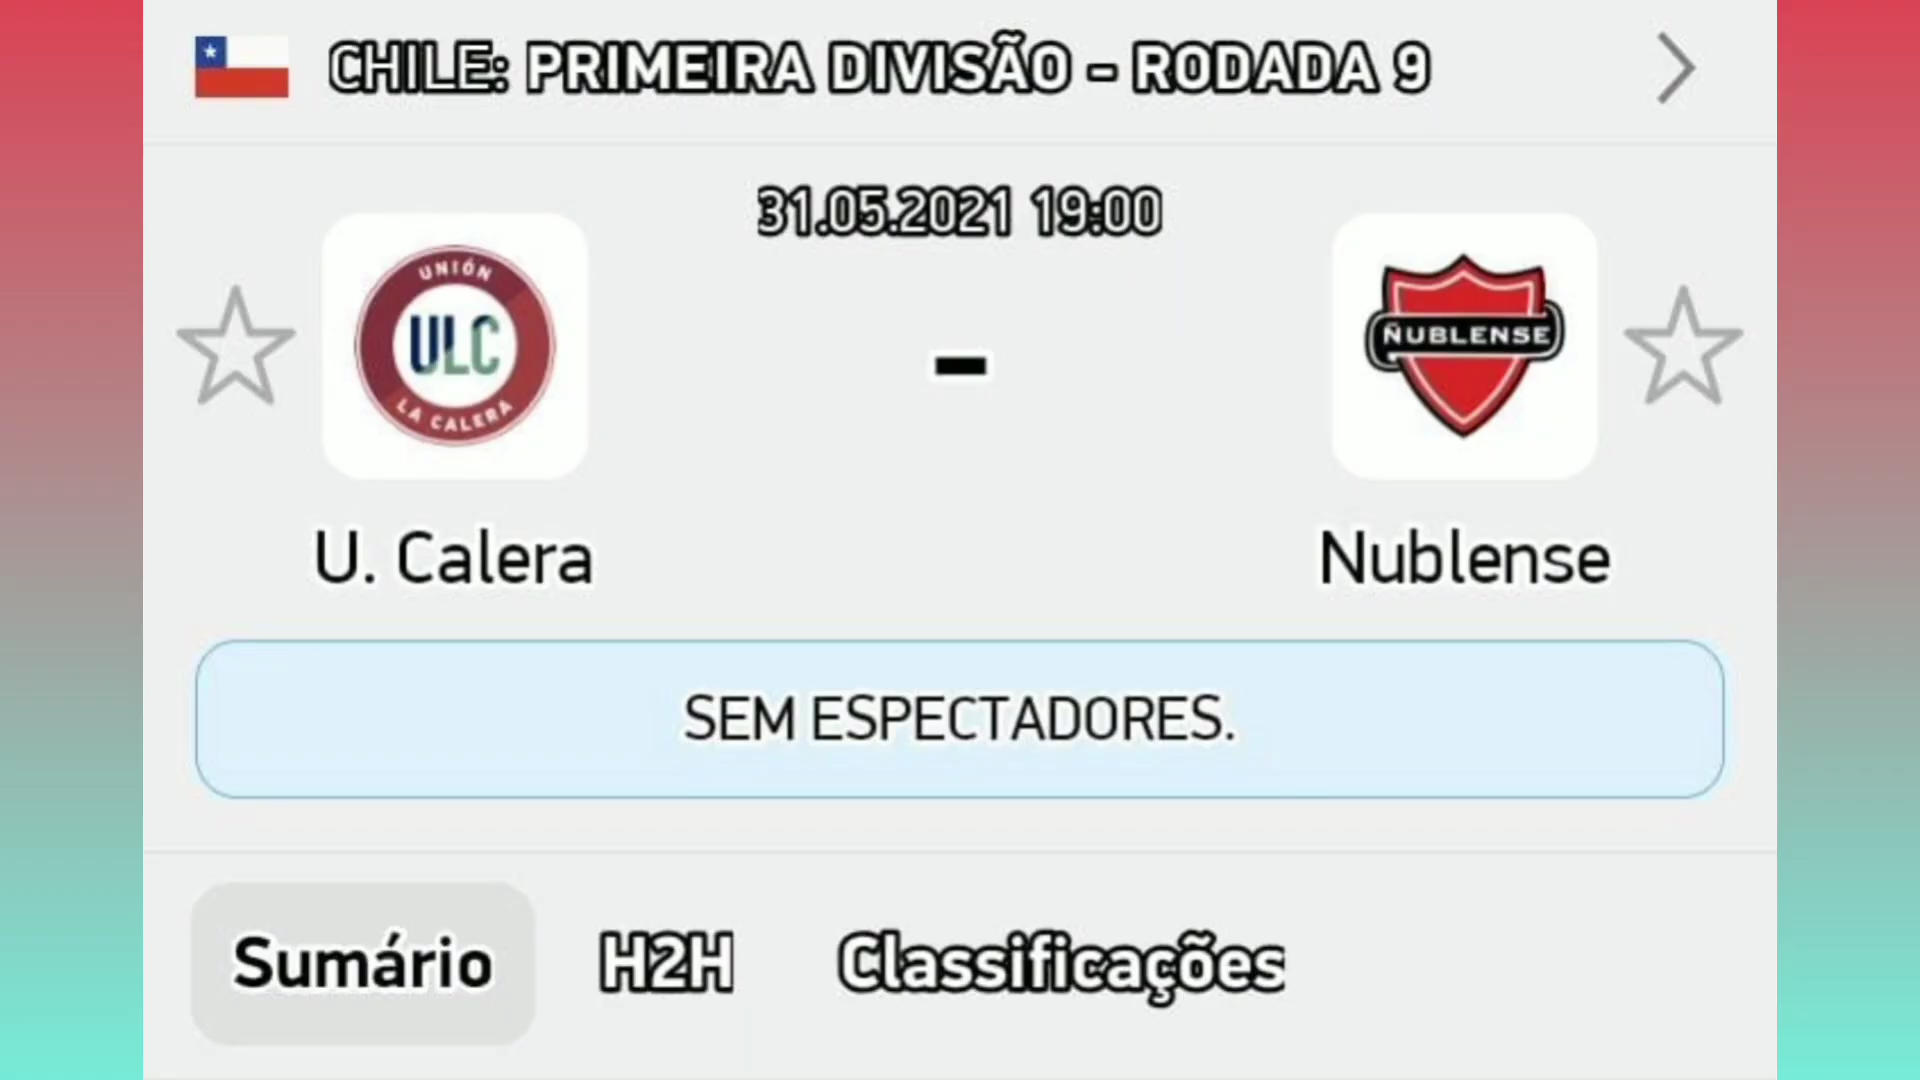 CHILE: PRIMEIRA DIVISÃO - RODADA 9
31.05.2021 19:00
UNIÓN
ULC
LA CALERA
-
ÑUBLENSE
U. Calera
Nublense
SEM ESPECTADORES.
Sumário H2H Classificações